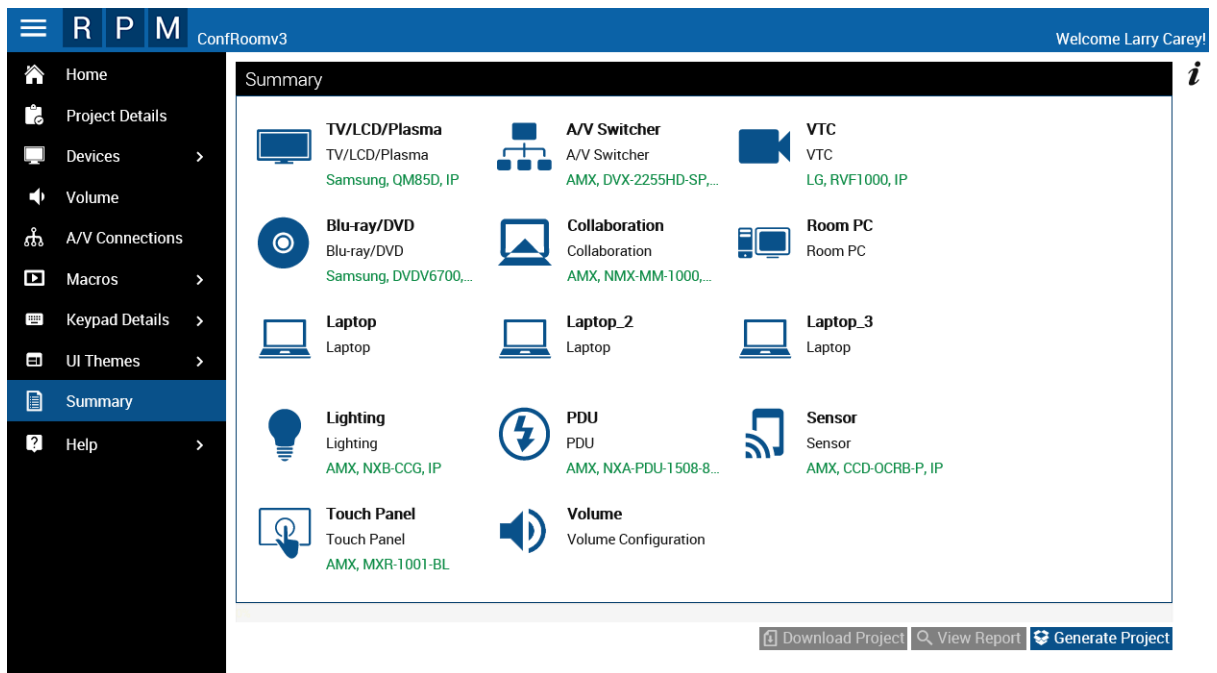 R P M ConfRoomv3 Welcome Larry Carey!
Home
Project Details
Devices
Volume
A/V Connections
Macros
Keypad Details
UI Themes
Summary
Help
i
Summary
TV/LCD/Plasma
TV/LCD/Plasma
Samsung, QM85D, IP
A/V Switcher
A/V Switcher
AMX, DVX-2255HD-SP,...
VTC
VTC
LG, RVF1000, IP
Blu-ray/DVD
Blu-ray/DVD
Samsung, DVDV6700,...
Collaboration
Collaboration
AMX, NMX-MM-1000,...
Room PC
Room PC
Laptop
Laptop
Laptop_2
Laptop
Laptop_3
Laptop
Lighting
Lighting
AMX, NXB-CCG, IP
PDU
PDU
AMX, NXA-PDU-1508-8...
Sensor
Sensor
AMX, CCD-OCRB-P, IP
Touch Panel
Touch Panel
AMX, MXR-1001-BL
Volume
Volume Configuration
Download Project View Report Generate Project